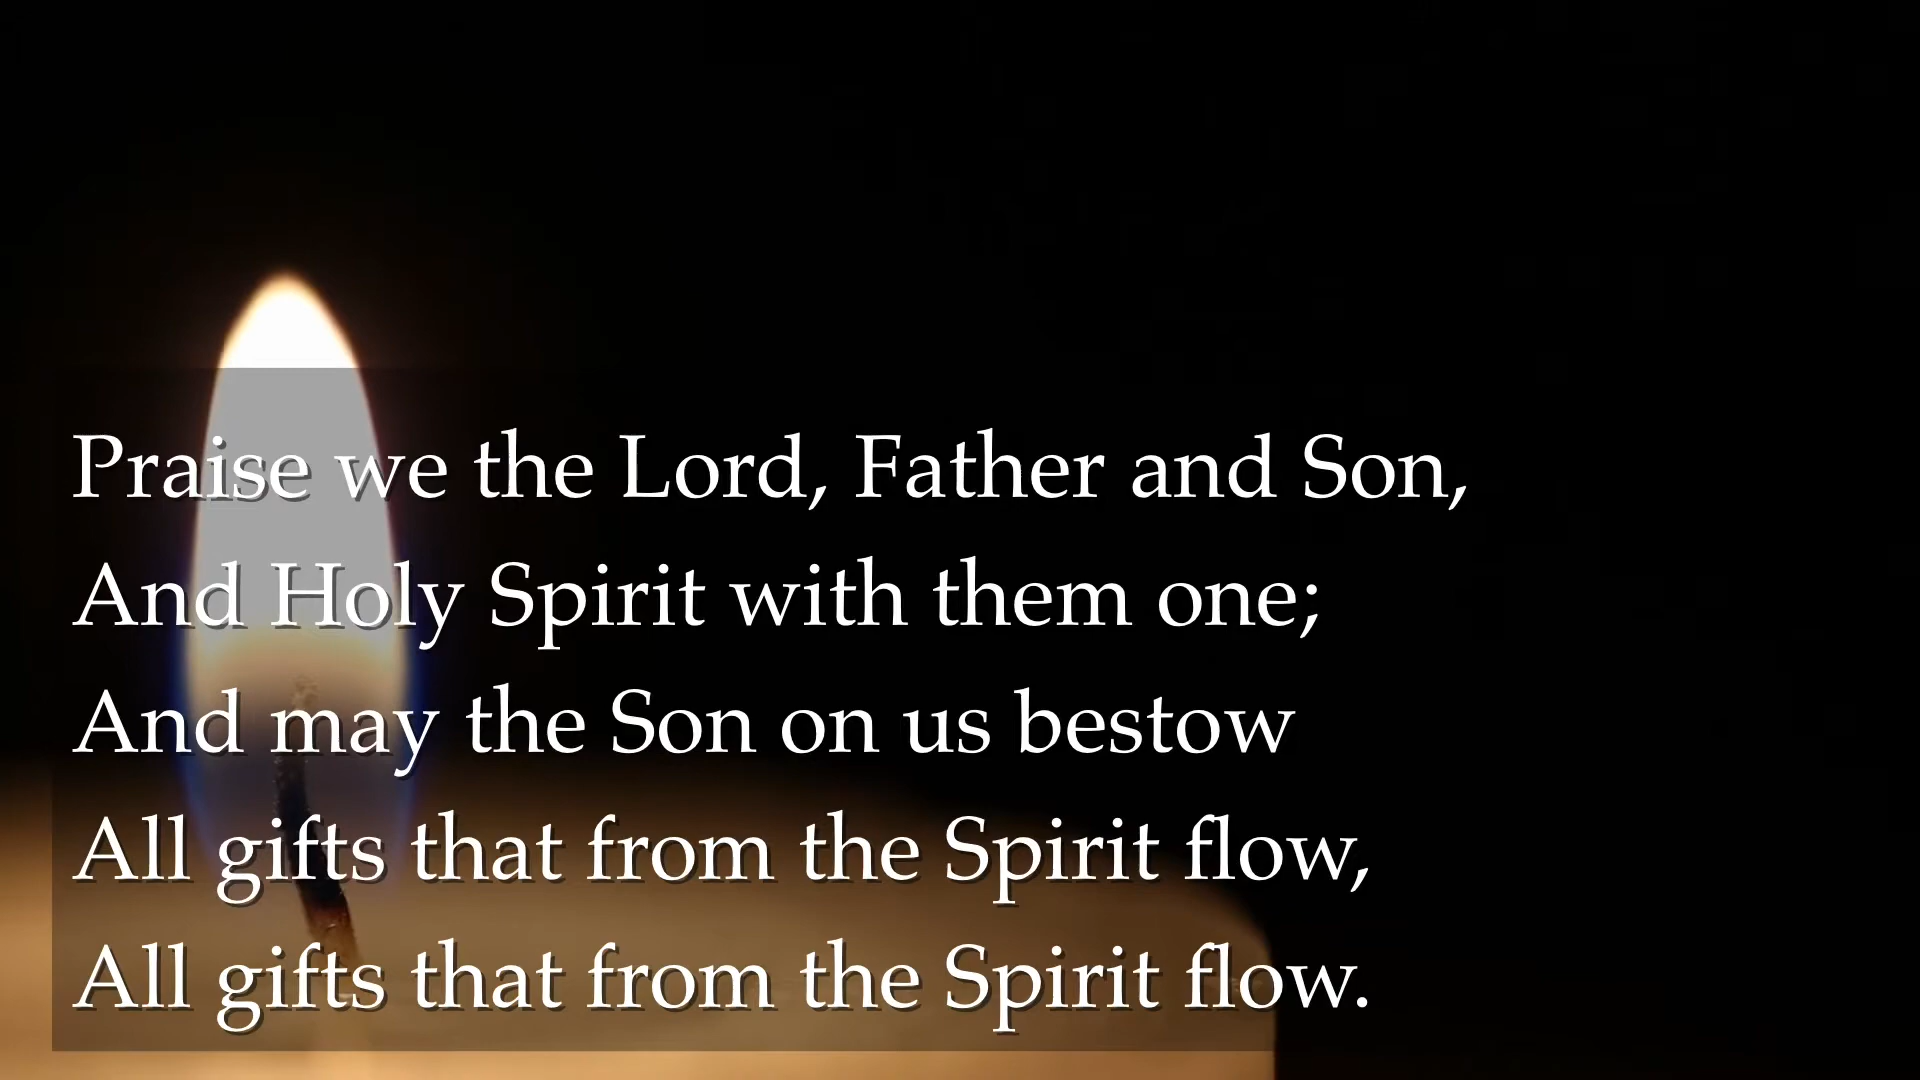 Praise we the Lord, Father and Son,
And Holy Spirit with them one;
And may the Son on us bestow
All gifts that from the Spirit flow,
All gifts that from the Spirit flow.